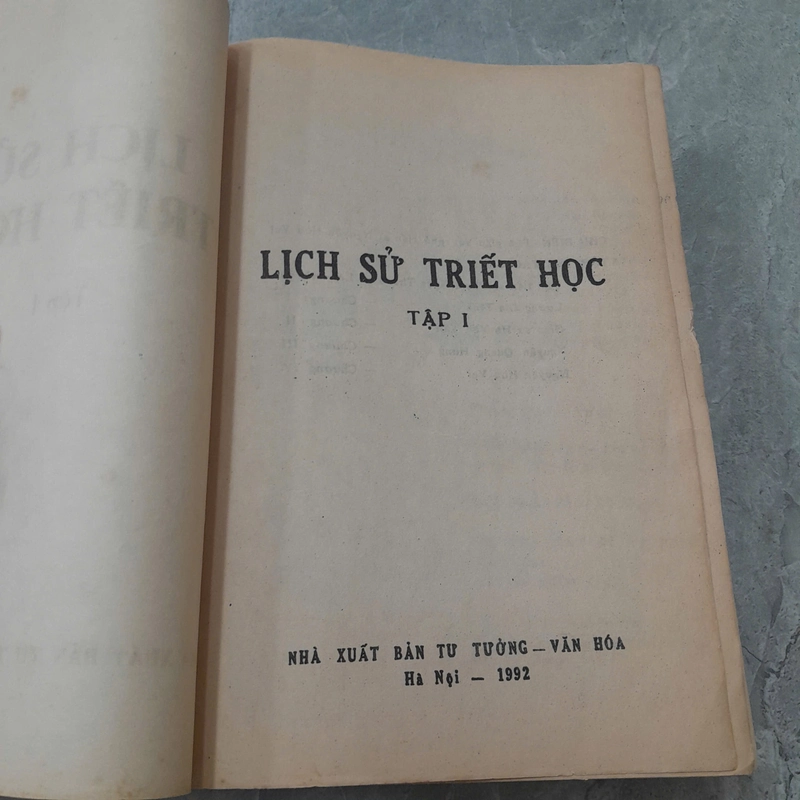 LỊCH SỬ TRIẾT HỌC
TẬP I
NHÀ XUẤT BẢN TƯ TƯỞNG — VĂN HÓA
Hà Nội — 1992